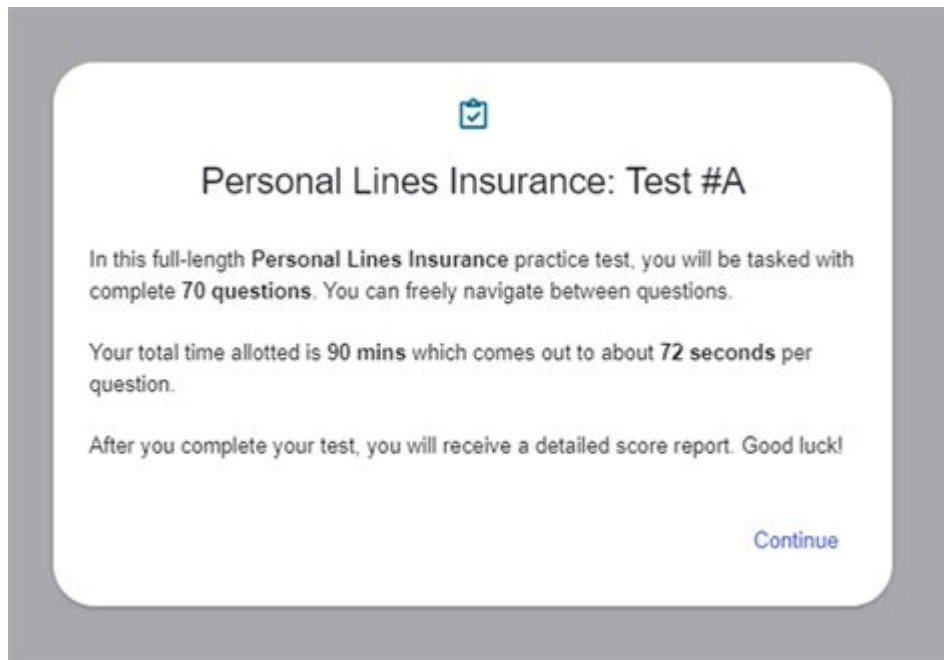 Personal Lines Insurance: Test #A
In this full-length Personal Lines Insurance practice test, you will be tasked with
complete 70 questions. You can freely navigate between questions.
Your total time allotted is 90 mins which comes out to about 72 seconds per
question.
After you complete your test, you will receive a detailed score report. Good luck!
Continue